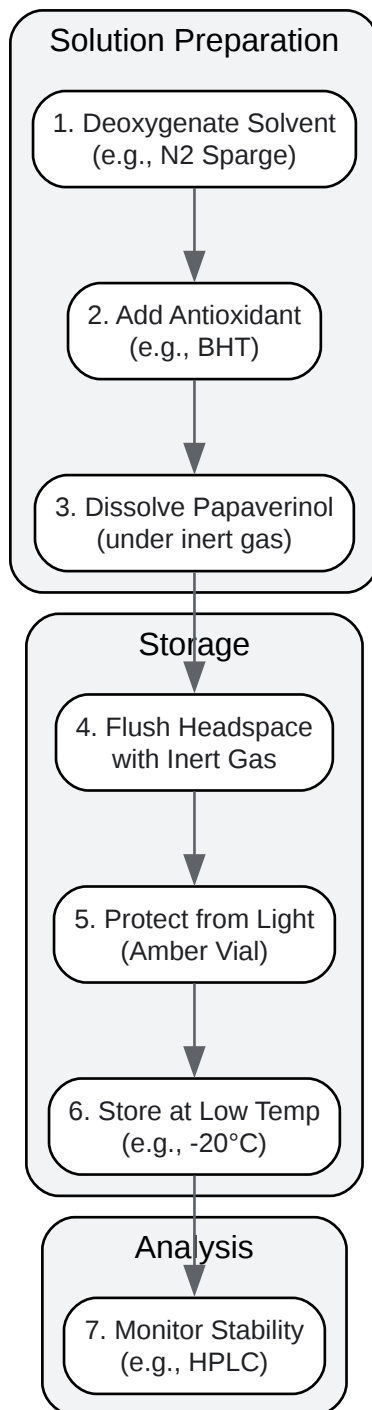 Solution Preparation
1. Deoxygenate Solvent
(e.g., N2 Sparge)
2. Add Antioxidant
(e.g., BHT)
3. Dissolve Papaverinol
(under inert gas)
Storage
4. Flush Headspace
with Inert Gas
5. Protect from Light
(Amber Vial)
6. Store at Low Temp
(e.g., -20°C)
Analysis
7. Monitor Stability
(e.g., HPLC)